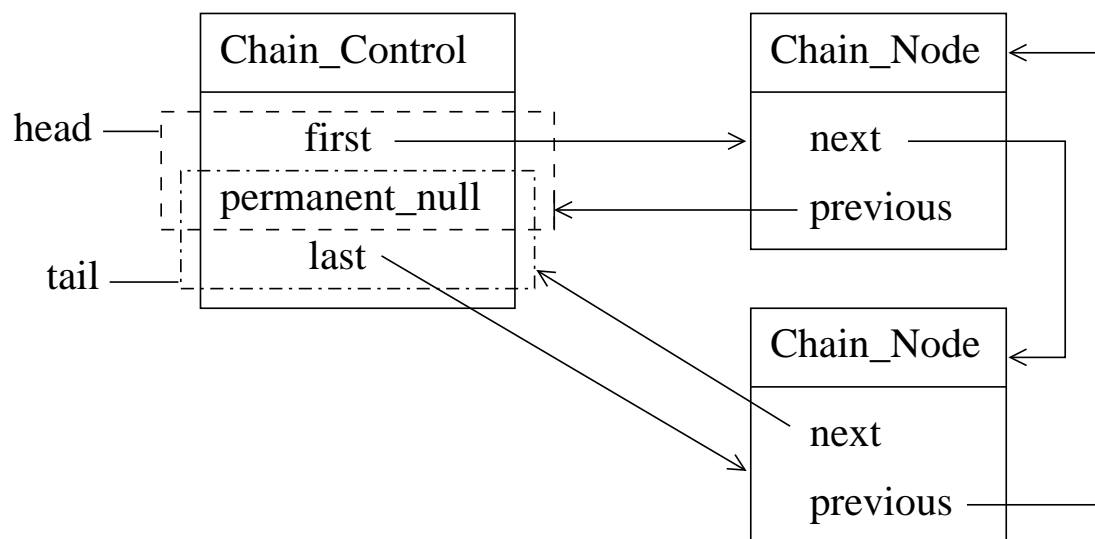 Chain_Control
head
first
permanent_null
last
tail
Chain_Node
next
previous
Chain_Node
next
previous